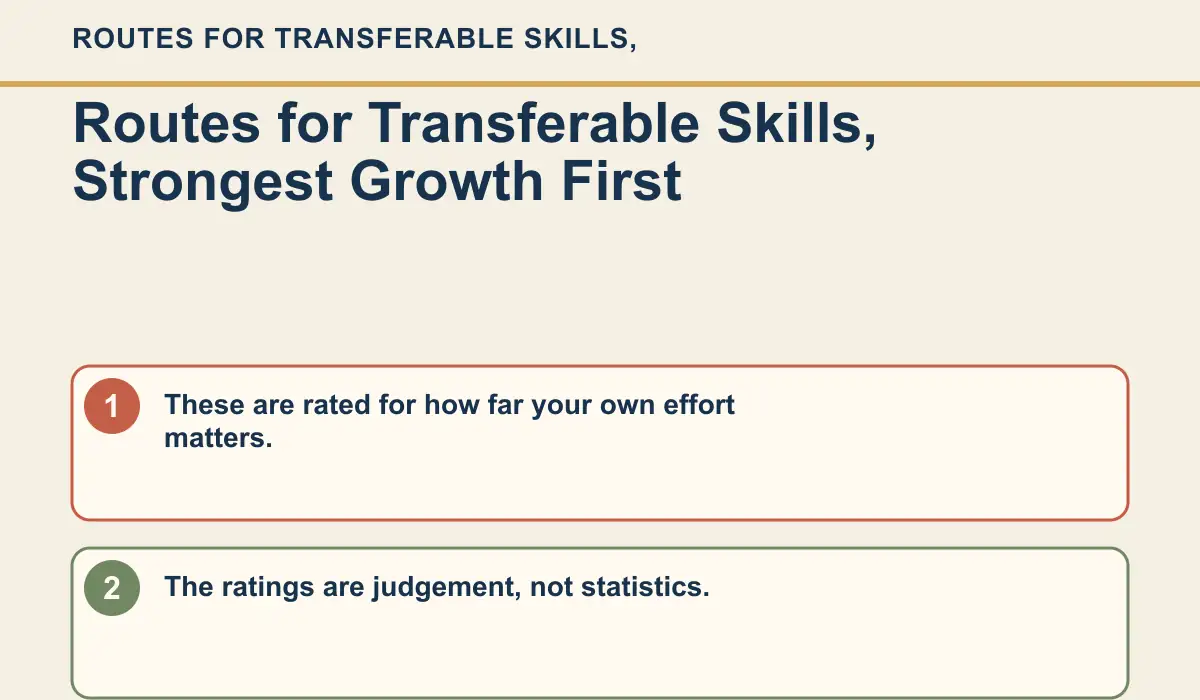 ROUTES FOR TRANSFERABLE SKILLS,
Routes for Transferable Skills,
Strongest Growth First
1
These are rated for how far your own effort
matters.
2
The ratings are judgement, not statistics.